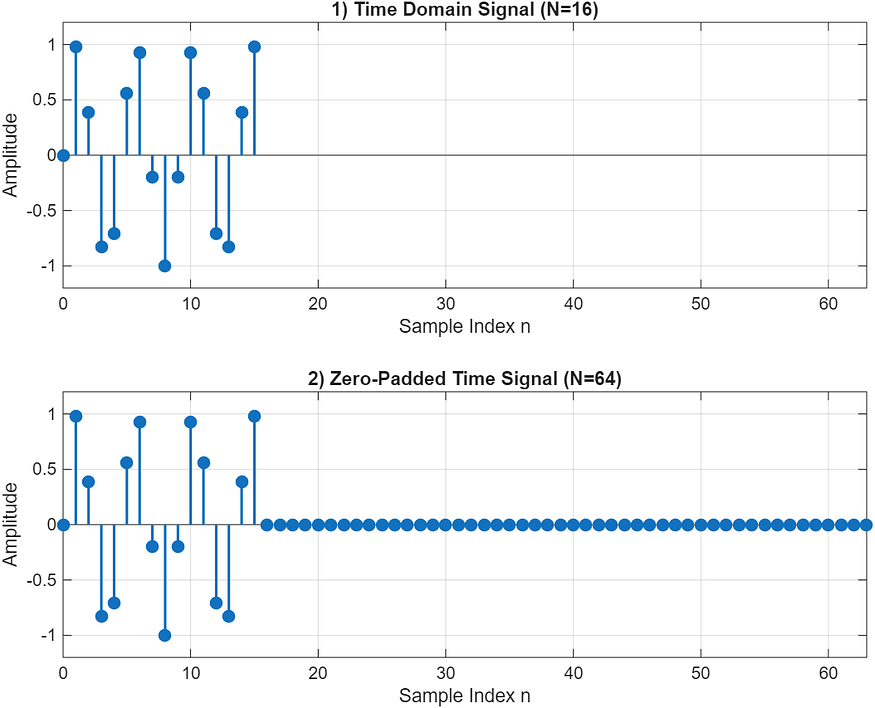 1) Time Domain Signal (N=16)
1
0.5
0
-0.5
-1
Amplitude
0 10 20 30 40 50 60
Sample Index n
2) Zero-Padded Time Signal (N=64)
1
0.5
0
-0.5
-1
Amplitude
0 10 20 30 40 50 60
Sample Index n